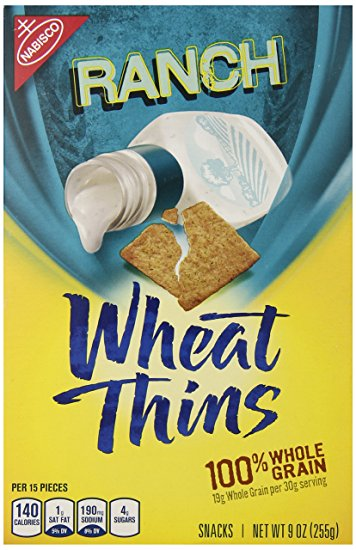 NABISCO
RANCH
Wheat
Thins
100% WHOLE
GRAIN
19g Whole Grain per 30g serving
PER 15 PIECES
140
CALORIES
1g
SAT FAT
5% DV
190mg
SODIUM
8% DV
4g
SUGARS
SNACKS | NET WT 9 OZ (255g)